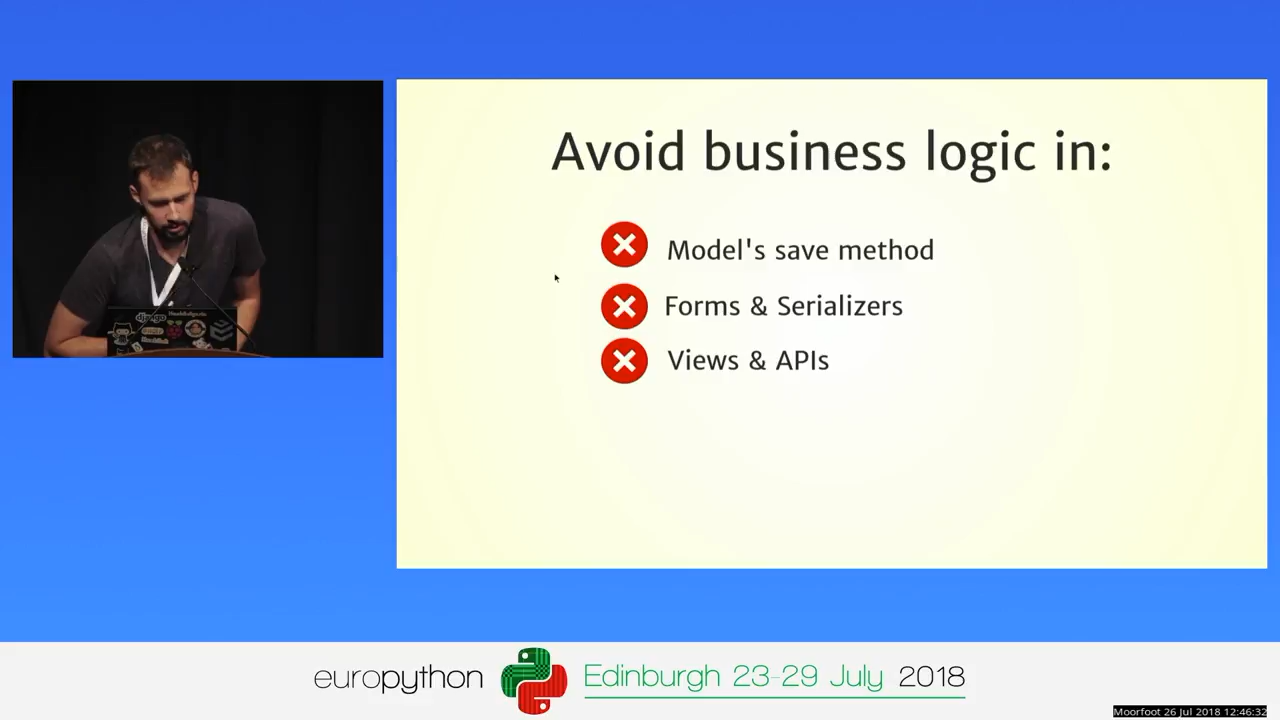 Avoid business logic in:
Model's save method
Forms & Serializers
Views & APIs
django
europython
Edinburgh 23-29 July 2018
Moorfoot 26 Jul 2018 12:46:32